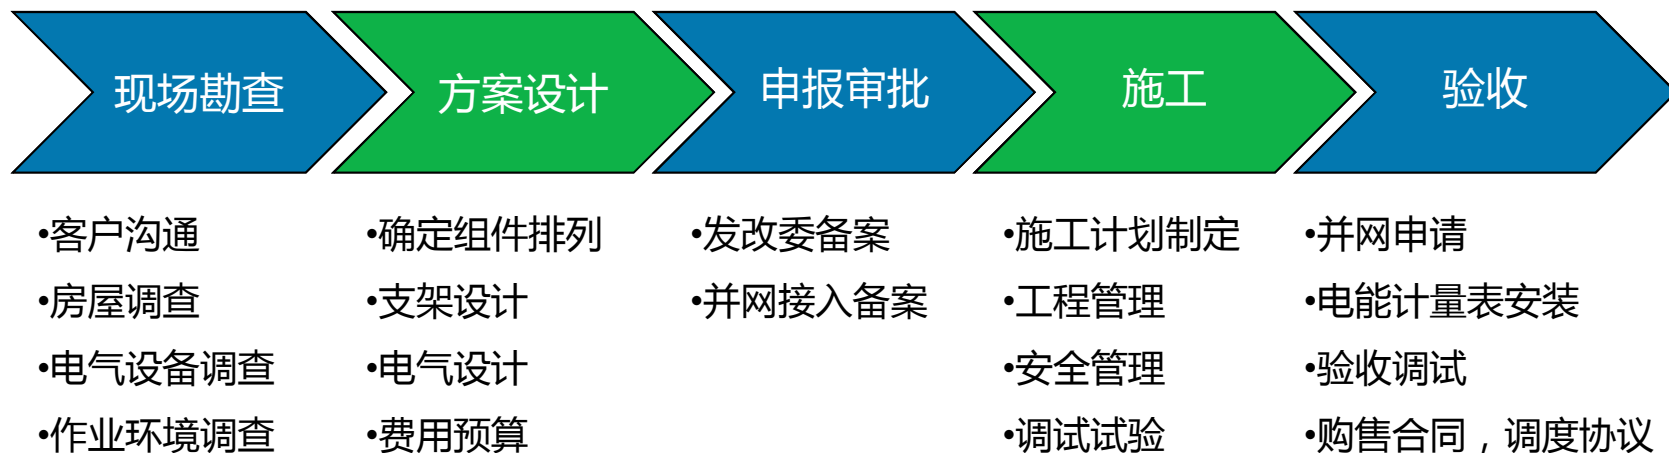 现场勘查
方案设计
申报审批
施工
验收
•客户沟通
•房屋调查
•电气设备调查
•作业环境调查
•确定组件排列
•支架设计
•电气设计
•费用预算
•发改委备案
•并网接入备案
•施工计划制定
•工程管理
•安全管理
•调试试验
•并网申请
•电能计量表安装
•验收调试
•购售合同，调度协议